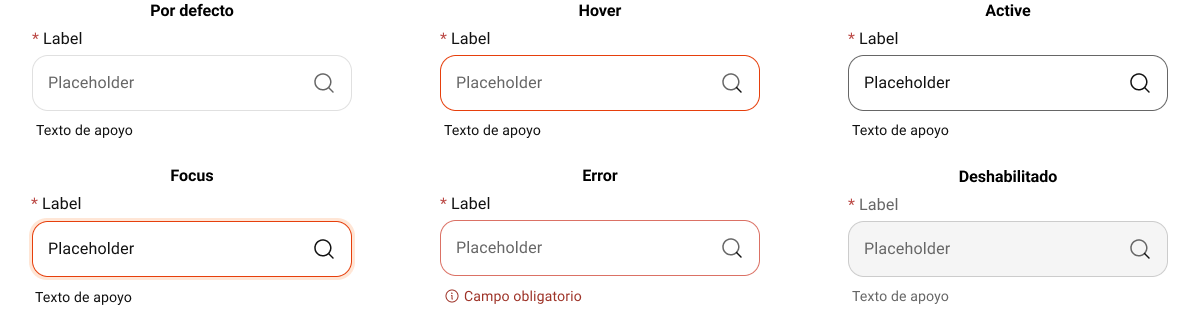 Por defecto
Hover
Active
* Label
* Label
* Label
Placeholder
Placeholder
Placeholder
Texto de apoyo
Texto de apoyo
Texto de apoyo
Focus
Error
Deshabilitado
* Label
* Label
* Label
Placeholder
Placeholder
Placeholder
Texto de apoyo
Campo obligatorio
Texto de apoyo